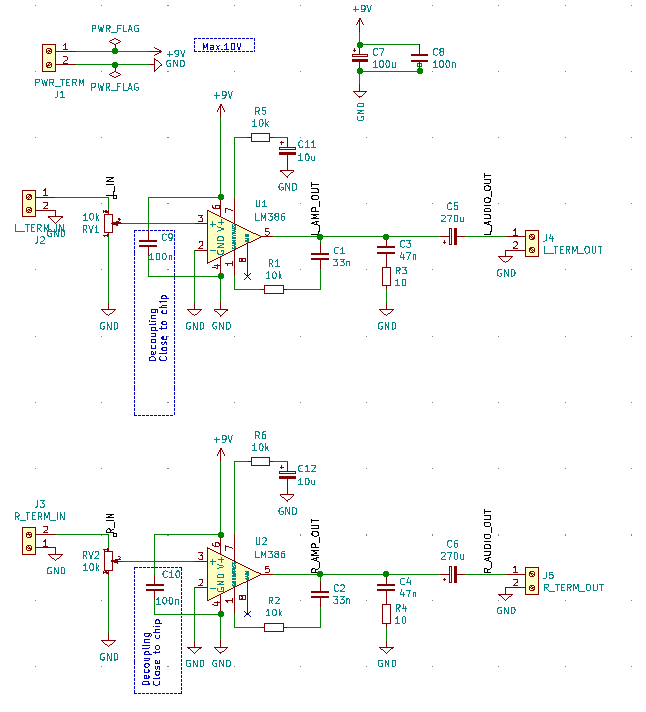 PWR_FLAG
1
2
+9V
GND
PWR_FLAG
PWR_TERM
J1
Max.10V
+9V
C7
100u
C8
100n
GND
+9V
R5
10k
C11
10u
GND
1
2
L_TERM_IN
GND
J2
L_IN
10k
RV1
GND
C9
100n
Decoupling
Close to chip
U1
LM386
3
2
6
7
5
4
1
8
GND
V+
GND
GND
R1
10k
L_AMP_OUT
C1
33n
C3
47n
R3
10
GND
C5
270u
L_AUDIO_OUT
1
2
GND
J4
L_TERM_OUT
+9V
R6
10k
C12
10u
GND
J3
R_TERM_IN
2
1
GND
R_IN
RV2
10k
GND
C10
100n
Decoupling
Close to chip
U2
LM386
3
2
6
7
5
4
1
8
GND
V+
GND
GND
R2
10k
R_AMP_OUT
C2
33n
C4
47n
R4
10
GND
C6
270u
R_AUDIO_OUT
1
2
GND
J5
R_TERM_OUT